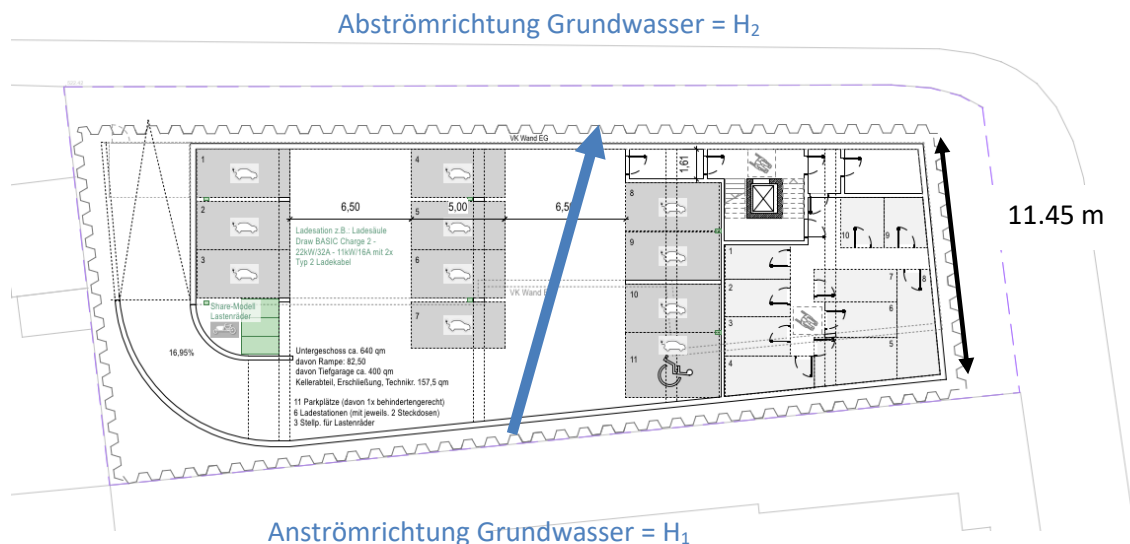 Abströmrichtung Grundwasser = H₂
VK Wand EG
1
4
1,61
8
2
5
6,50
5,00
6,50
11.45 m
Ladesation z.B.: Ladesäule
Draw BASIC Charge 2 -
22kW/32A - 11kW/16A mit 2x
Typ 2 Ladekabel
9
10
9
3
6
1
7
8
VK Wand
2
10
6
Share-Modell
Lastenräder
7
3
5
16,95%
11
4
Untergeschoss ca. 640 qm
davon Rampe: 82,50
davon Tiefgarage ca. 400 qm
Kellerabteil, Erschließung, Technikr. 157,5 qm
11 Parkplätze (davon 1x behindertengerecht)
6 Ladestationen (mit jeweils. 2 Steckdosen)
3 Stellp. für Lastenräder
Anströmrichtung Grundwasser = H₁